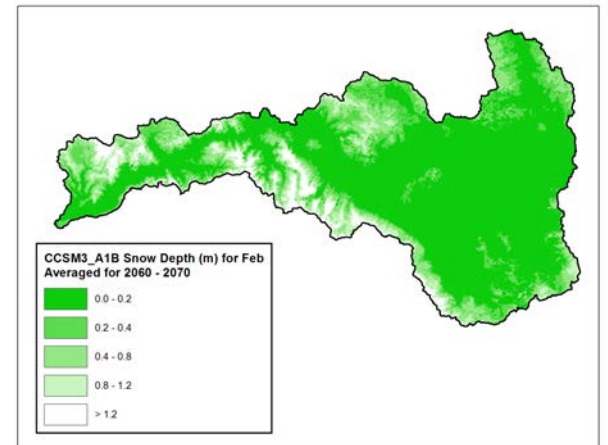 CCSM3_A1B Snow Depth (m) for Feb
Averaged for 2060 - 2070
0.0 - 0.2
0.2 - 0.4
0.4 - 0.8
0.8 - 1.2
> 1.2